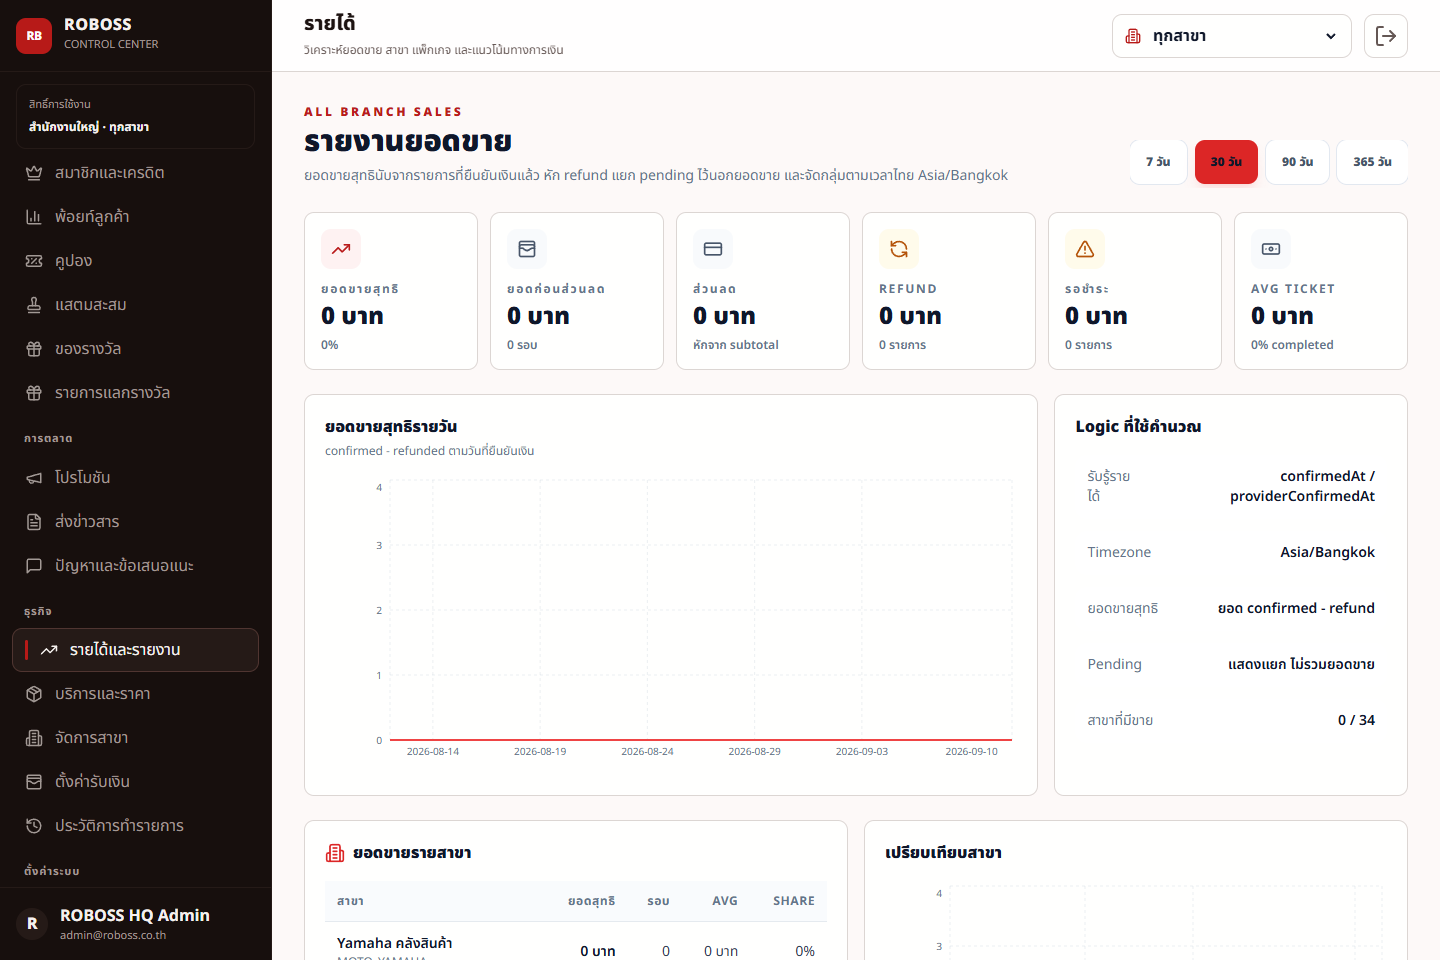 RB
ROBOSS
CONTROL CENTER
สิทธิ์การใช้งาน
สำนักงานใหญ่ · ทุกสาขา
สมาชิกและเครดิต
พ้อยท์ลูกค้า
คูปอง
แสตมสะสม
ของรางวัล
รายการแลกรางวัล
การตลาด
โปรโมชัน
ส่งข่าวสาร
ปัญหาและข้อเสนอแนะ
ธุรกิจ
รายได้และรายงาน
บริการและราคา
จัดการสาขา
ตั้งค่ารับเงิน
ประวัติการทำรายการ
ตั้งค่าระบบ
R
ROBOSS HQ Admin
admin@roboss.co.th
รายได้
วิเคราะห์ยอดขาย สาขา แพ็กเกจ และแนวโน้มทางการเงิน
ทุกสาขา
ALL BRANCH SALES
รายงานยอดขาย
ยอดขายสุทธินับจากรายการที่ยืนยันเงินแล้ว หัก refund แยก pending ไว้นอกยอดขาย และจัดกลุ่มตามเวลาไทย Asia/Bangkok
7 วัน
30 วัน
90 วัน
365 วัน
ยอดขายสุทธิ
0 บาท
0%
ยอดก่อนส่วนลด
0 บาท
0 รอบ
ส่วนลด
0 บาท
หักจาก subtotal
REFUND
0 บาท
0 รายการ
รอชำระ
0 บาท
0 รายการ
AVG TICKET
0 บาท
0% completed
ยอดขายสุทธิรายวัน
confirmed - refunded ตามวันที่ยืนยันเงิน
4
3
2
1
0
2026-08-14
2026-08-19
2026-08-24
2026-08-29
2026-09-03
2026-09-10
Logic ที่ใช้คำนวณ
รับรู้ราย
ได้
confirmedAt /
providerConfirmedAt
Timezone
Asia/Bangkok
ยอดขายสุทธิ
ยอด confirmed - refund
Pending
แสดงแยก ไม่รวมยอดขาย
สาขาที่มีขาย
0 / 34
ยอดขายรายสาขา
สาขา
ยอดสุทธิ
รอบ
AVG
SHARE
Yamaha คลังสินค้า
0 บาท
0
0 บาท
0%
MOTO-YAMAHA
เปรียบเทียบสาขา
4
3